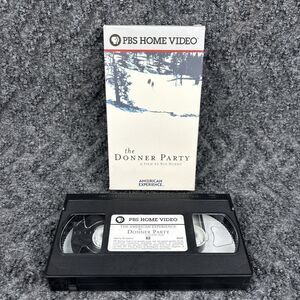 PBS HOME VIDEO
the
DONNER PARTY
A FILM BY RIC BURNS
AMERICAN
EXPERIENCE
PBS HOME VIDEO
THE AMERICAN EXPERIENCE
the
DONNER PARTY